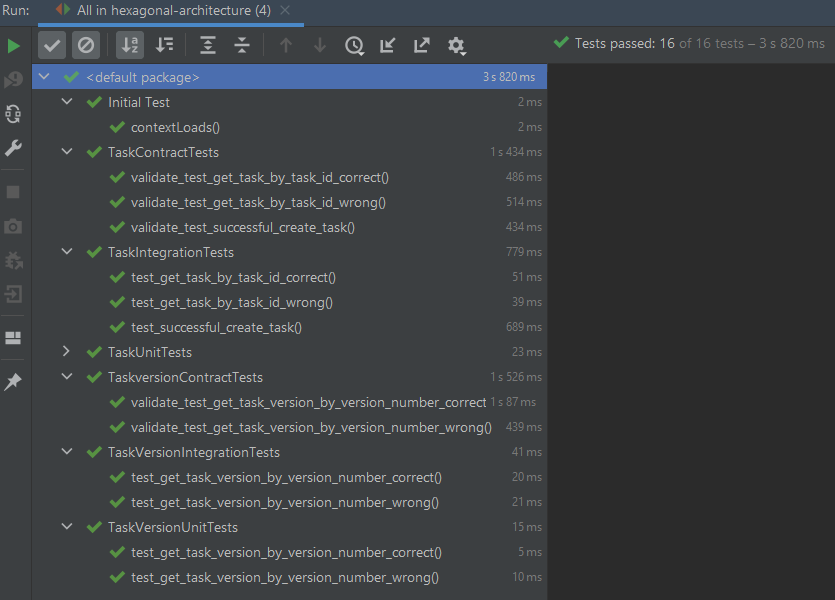 Run: All in hexagonal-architecture (4)
Tests passed: 16 of 16 tests – 3 s 820 ms
<default package> 3 s 820 ms
Initial Test 2 ms
contextLoads() 2 ms
TaskContractTests 1 s 434 ms
validate_test_get_task_by_task_id_correct() 486 ms
validate_test_get_task_by_task_id_wrong() 514 ms
validate_test_successful_create_task() 434 ms
TaskIntegrationTests 779 ms
test_get_task_by_task_id_correct() 51 ms
test_get_task_by_task_id_wrong() 39 ms
test_successful_create_task() 689 ms
TaskUnitTests 23 ms
TaskversionContractTests 1 s 526 ms
validate_test_get_task_version_by_version_number_correct 1 s 87 ms
validate_test_get_task_version_by_version_number_wrong() 439 ms
TaskVersionIntegrationTests 41 ms
test_get_task_version_by_version_number_correct() 20 ms
test_get_task_version_by_version_number_wrong() 21 ms
TaskVersionUnitTests 15 ms
test_get_task_version_by_version_number_correct() 5 ms
test_get_task_version_by_version_number_wrong() 10 ms